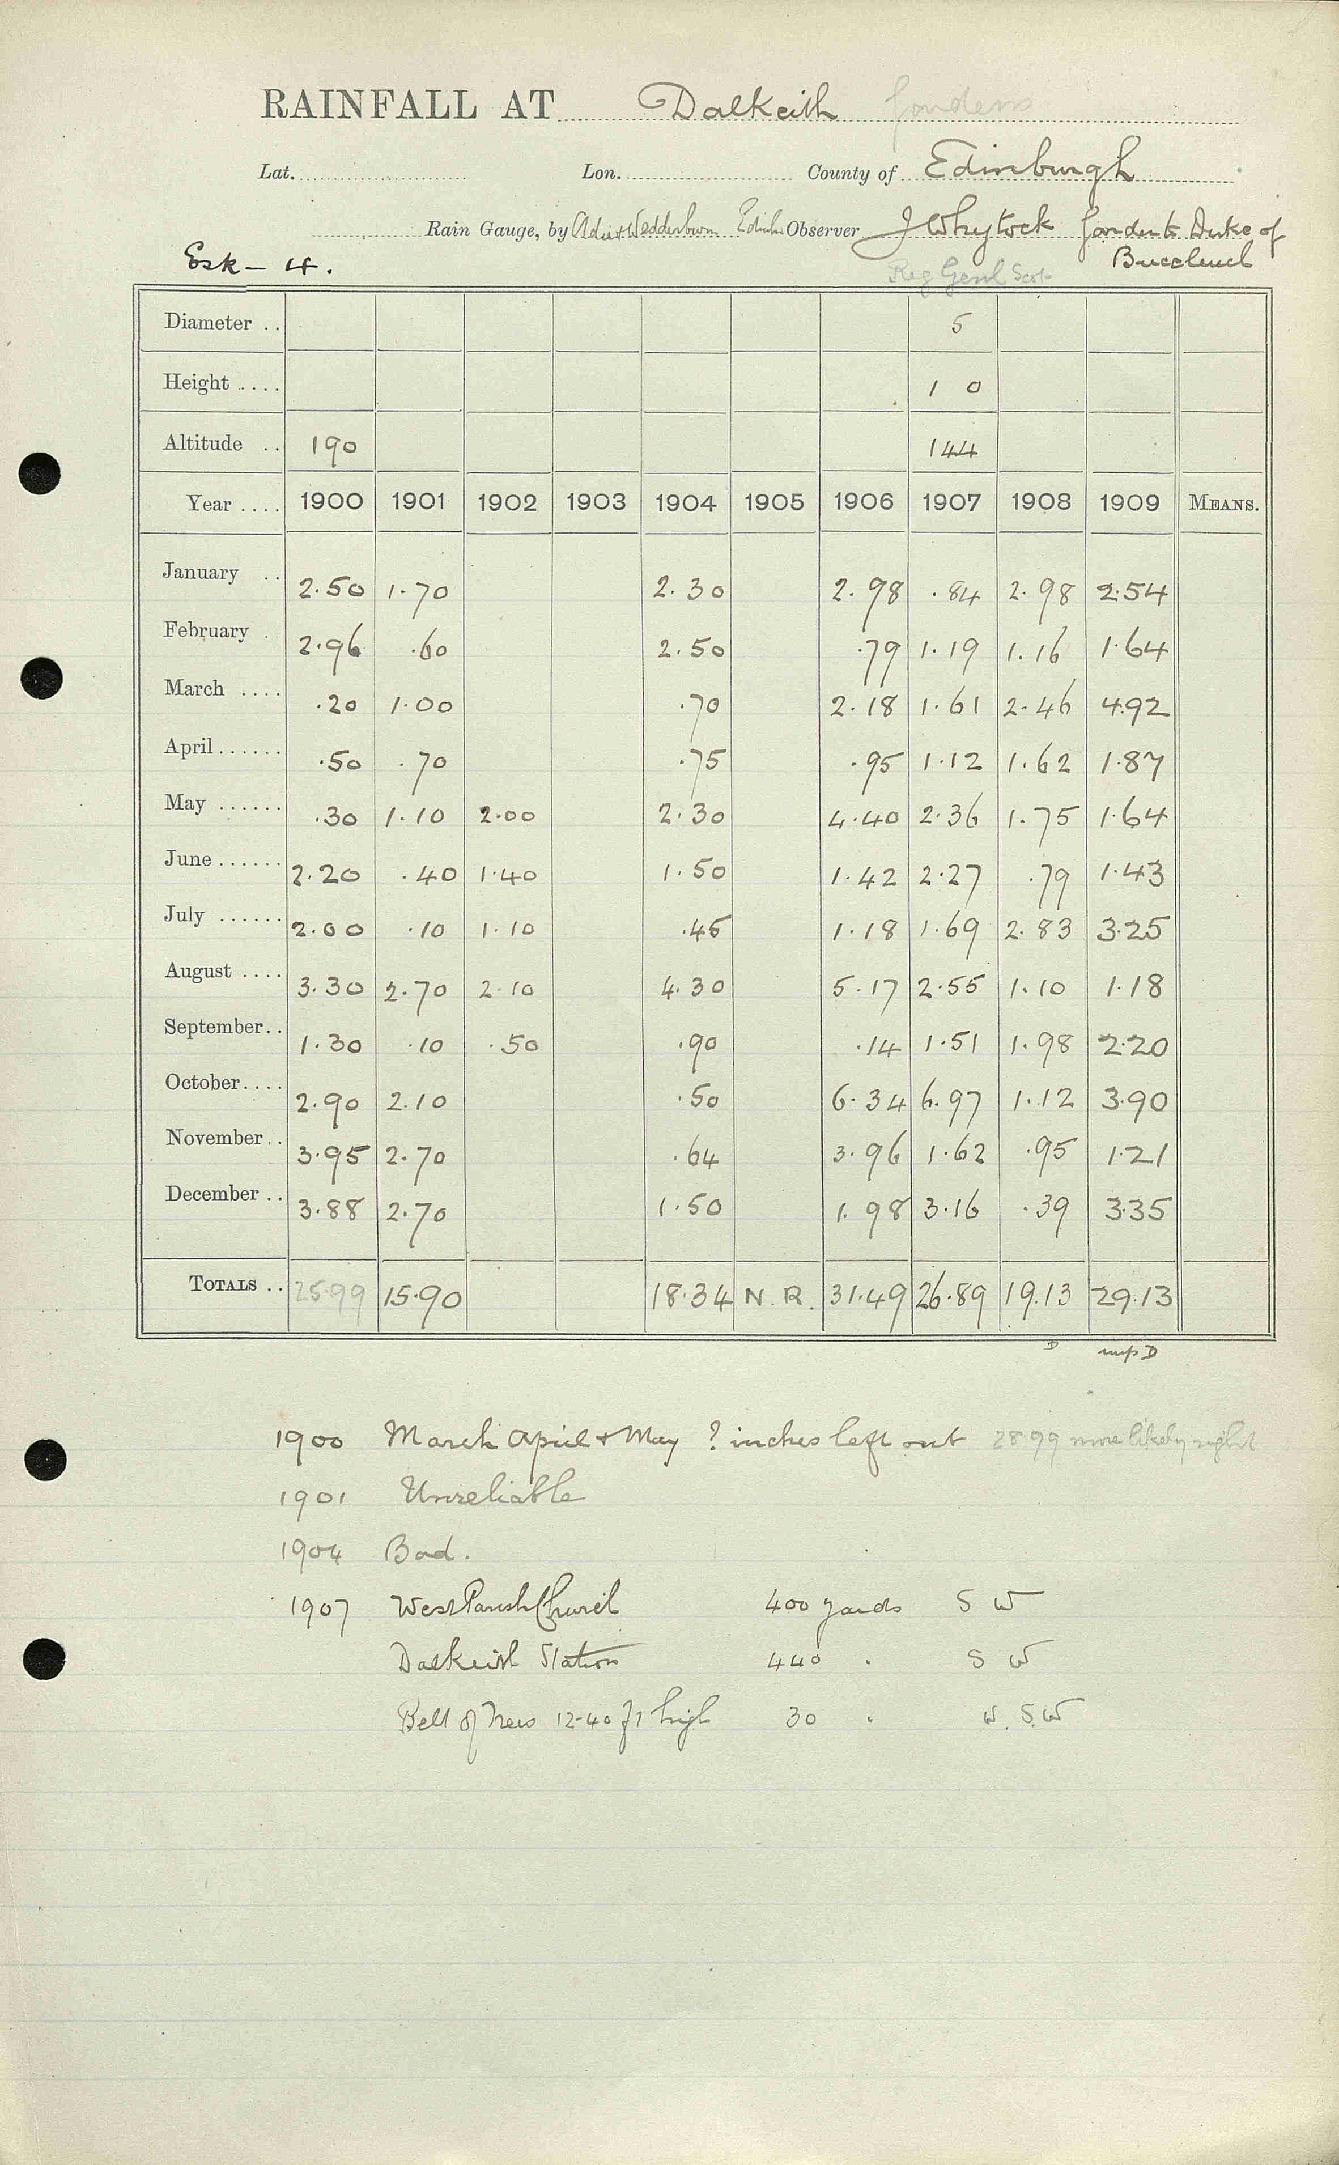 RAINFALL AT Dalkeith Gardens
Lat. Lon. County of Edinburgh
Rain Gauge, by Adie & Wedderburn Edinb. Observer J Whytock Gardr to Duke of
Esk - 4. Reg Genl Scot Buccleuch
Diameter .. 5
Height .... 1 0
Altitude .. 190 144
Year .... 1900 1901 1902 1903 1904 1905 1906 1907 1908 1909 MEANS.
January .. 2.50 1.70 2.30 2.98 .84 2.98 2.54
February . 2.96 .60 2.50 .79 1.19 1.16 1.64
March .... .20 1.00 .70 2.18 1.61 2.46 4.92
April ...... .50 .70 .75 .95 1.12 1.62 1.87
May ...... .30 1.10 2.00 2.30 4.40 2.36 1.75 1.64
June ...... 2.20 .40 1.40 1.50 1.42 2.27 .79 1.43
July ...... 2.00 .10 1.10 .45 1.18 1.69 2.83 3.25
August .... 3.30 2.70 2.10 4.30 5.17 2.55 1.10 1.18
September.. 1.30 .10 .50 .90 .14 1.51 1.98 2.20
October.... 2.90 2.10 .50 6.34 6.97 1.12 3.90
November.. 3.95 2.70 .64 3.96 1.62 .95 1.21
December .. 3.88 2.70 1.50 1.98 3.16 .39 3.35
TOTALS .. 25.99 15.90 18.34 N.R. 31.49 26.89 19.13 29.13
D D
1900 March April & May ? inches left out 28.99 more likely right
1901 Unreliable
1904 Bad.
1907 West Parish Church 400 yards S W
Dalkeith Station 440 " S W
Belt of Trees 12-40 ft high 30 " W. S.W